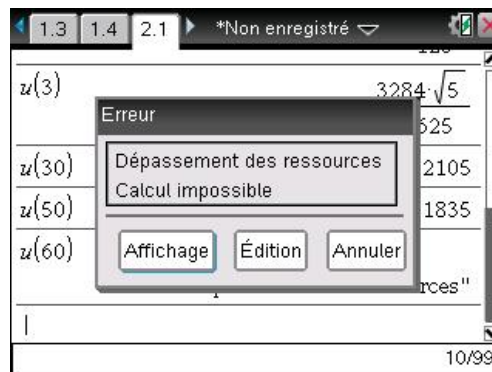 1.3 1.4 2.1 *Non enregistré
u(3) 3284·√5
Erreur
625
Dépassement des ressources
Calcul impossible
u(30) 2105
u(50) 1835
u(60)
Affichage Édition Annuler
rces"
10/99